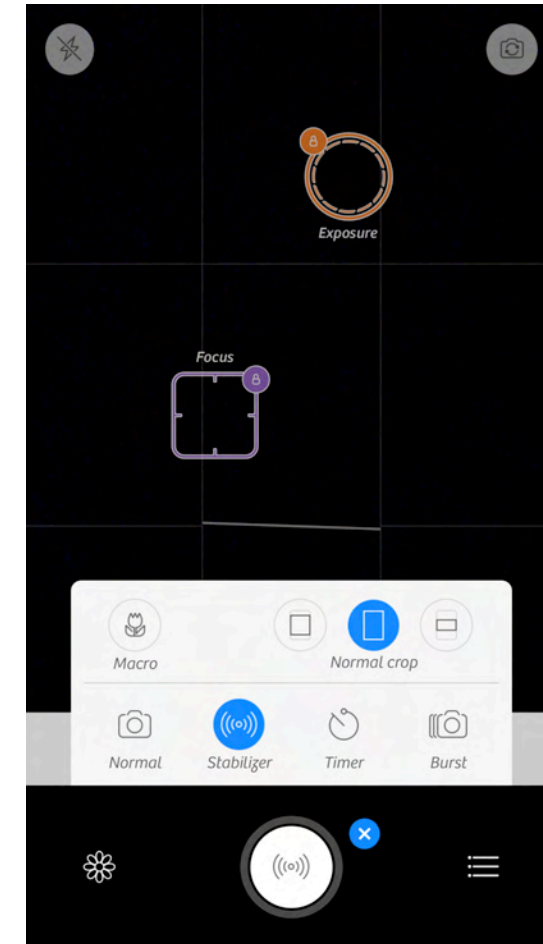 Exposure
Focus
Macro
Normal crop
Normal
Stabilizer
Timer
Burst